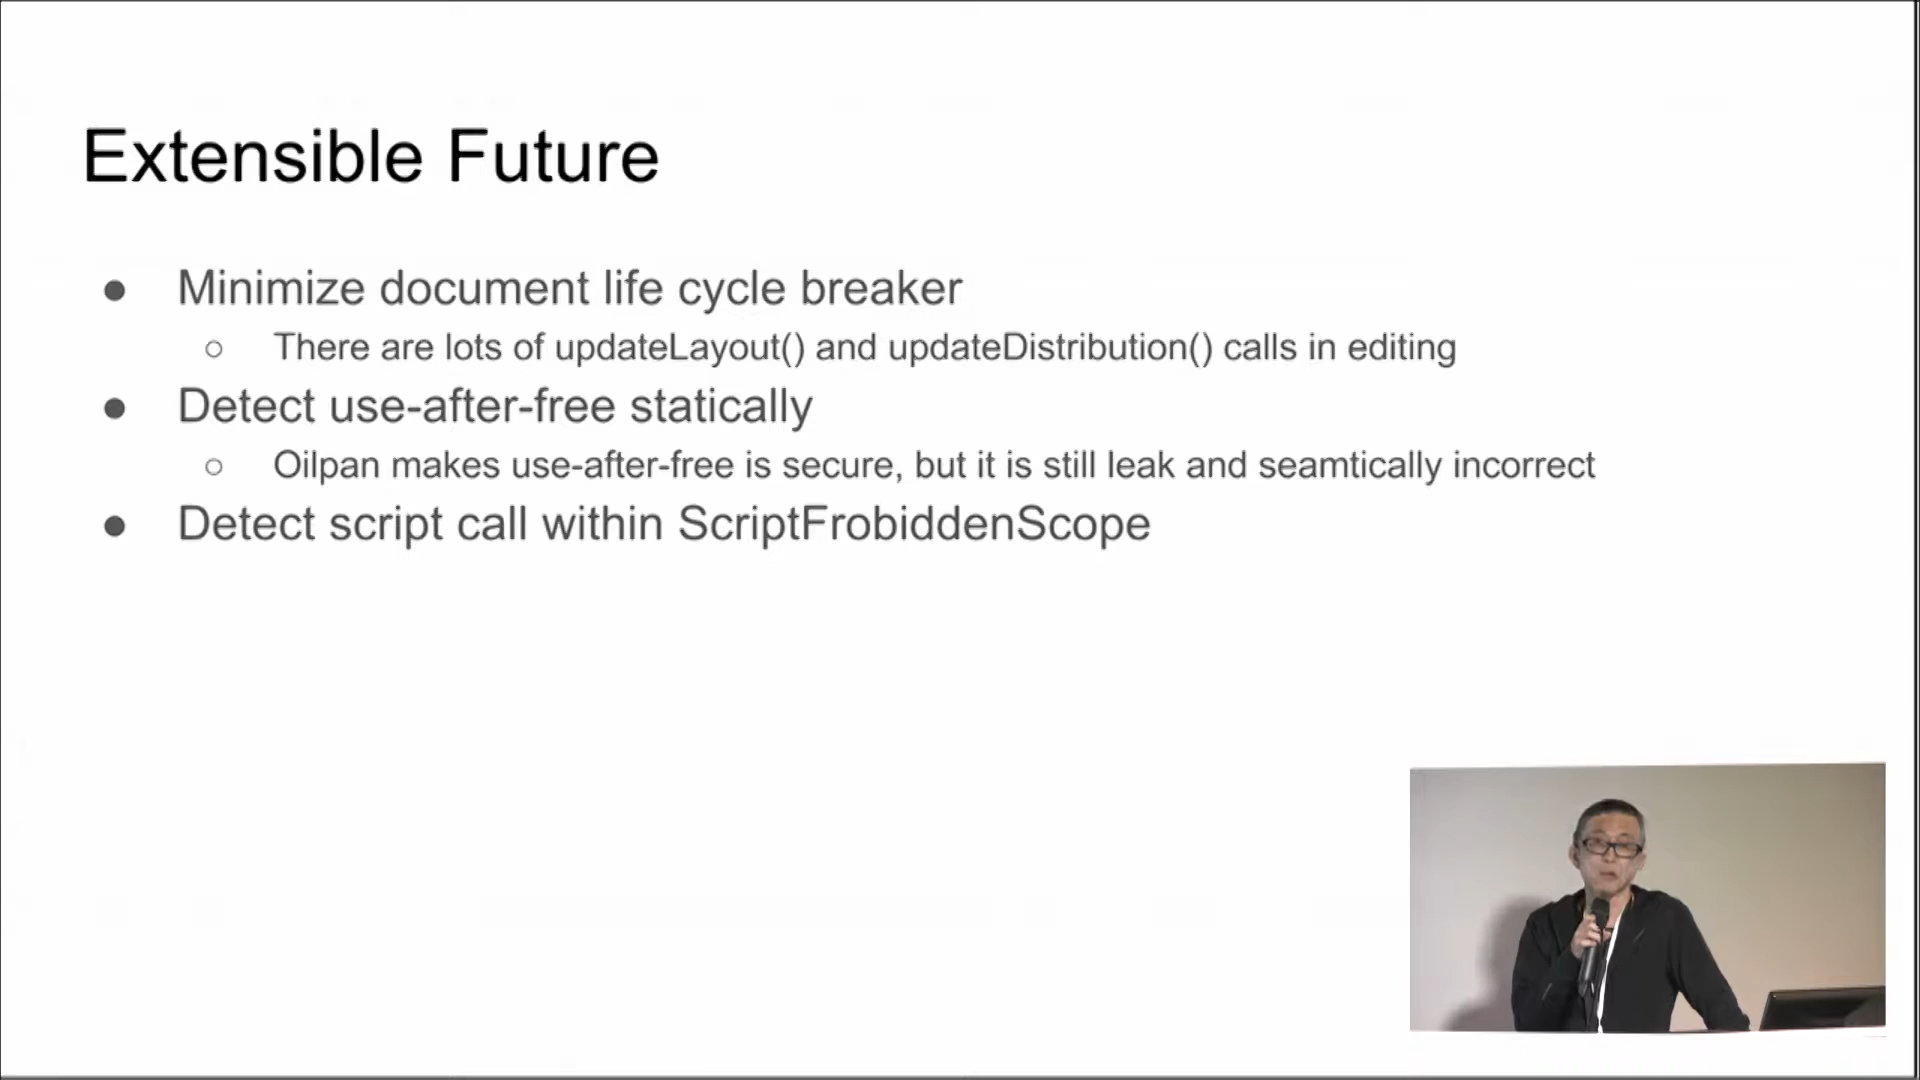 Extensible Future
● Minimize document life cycle breaker
○ There are lots of updateLayout() and updateDistribution() calls in editing
● Detect use-after-free statically
○ Oilpan makes use-after-free is secure, but it is still leak and seamtically incorrect
● Detect script call within ScriptFrobiddenScope